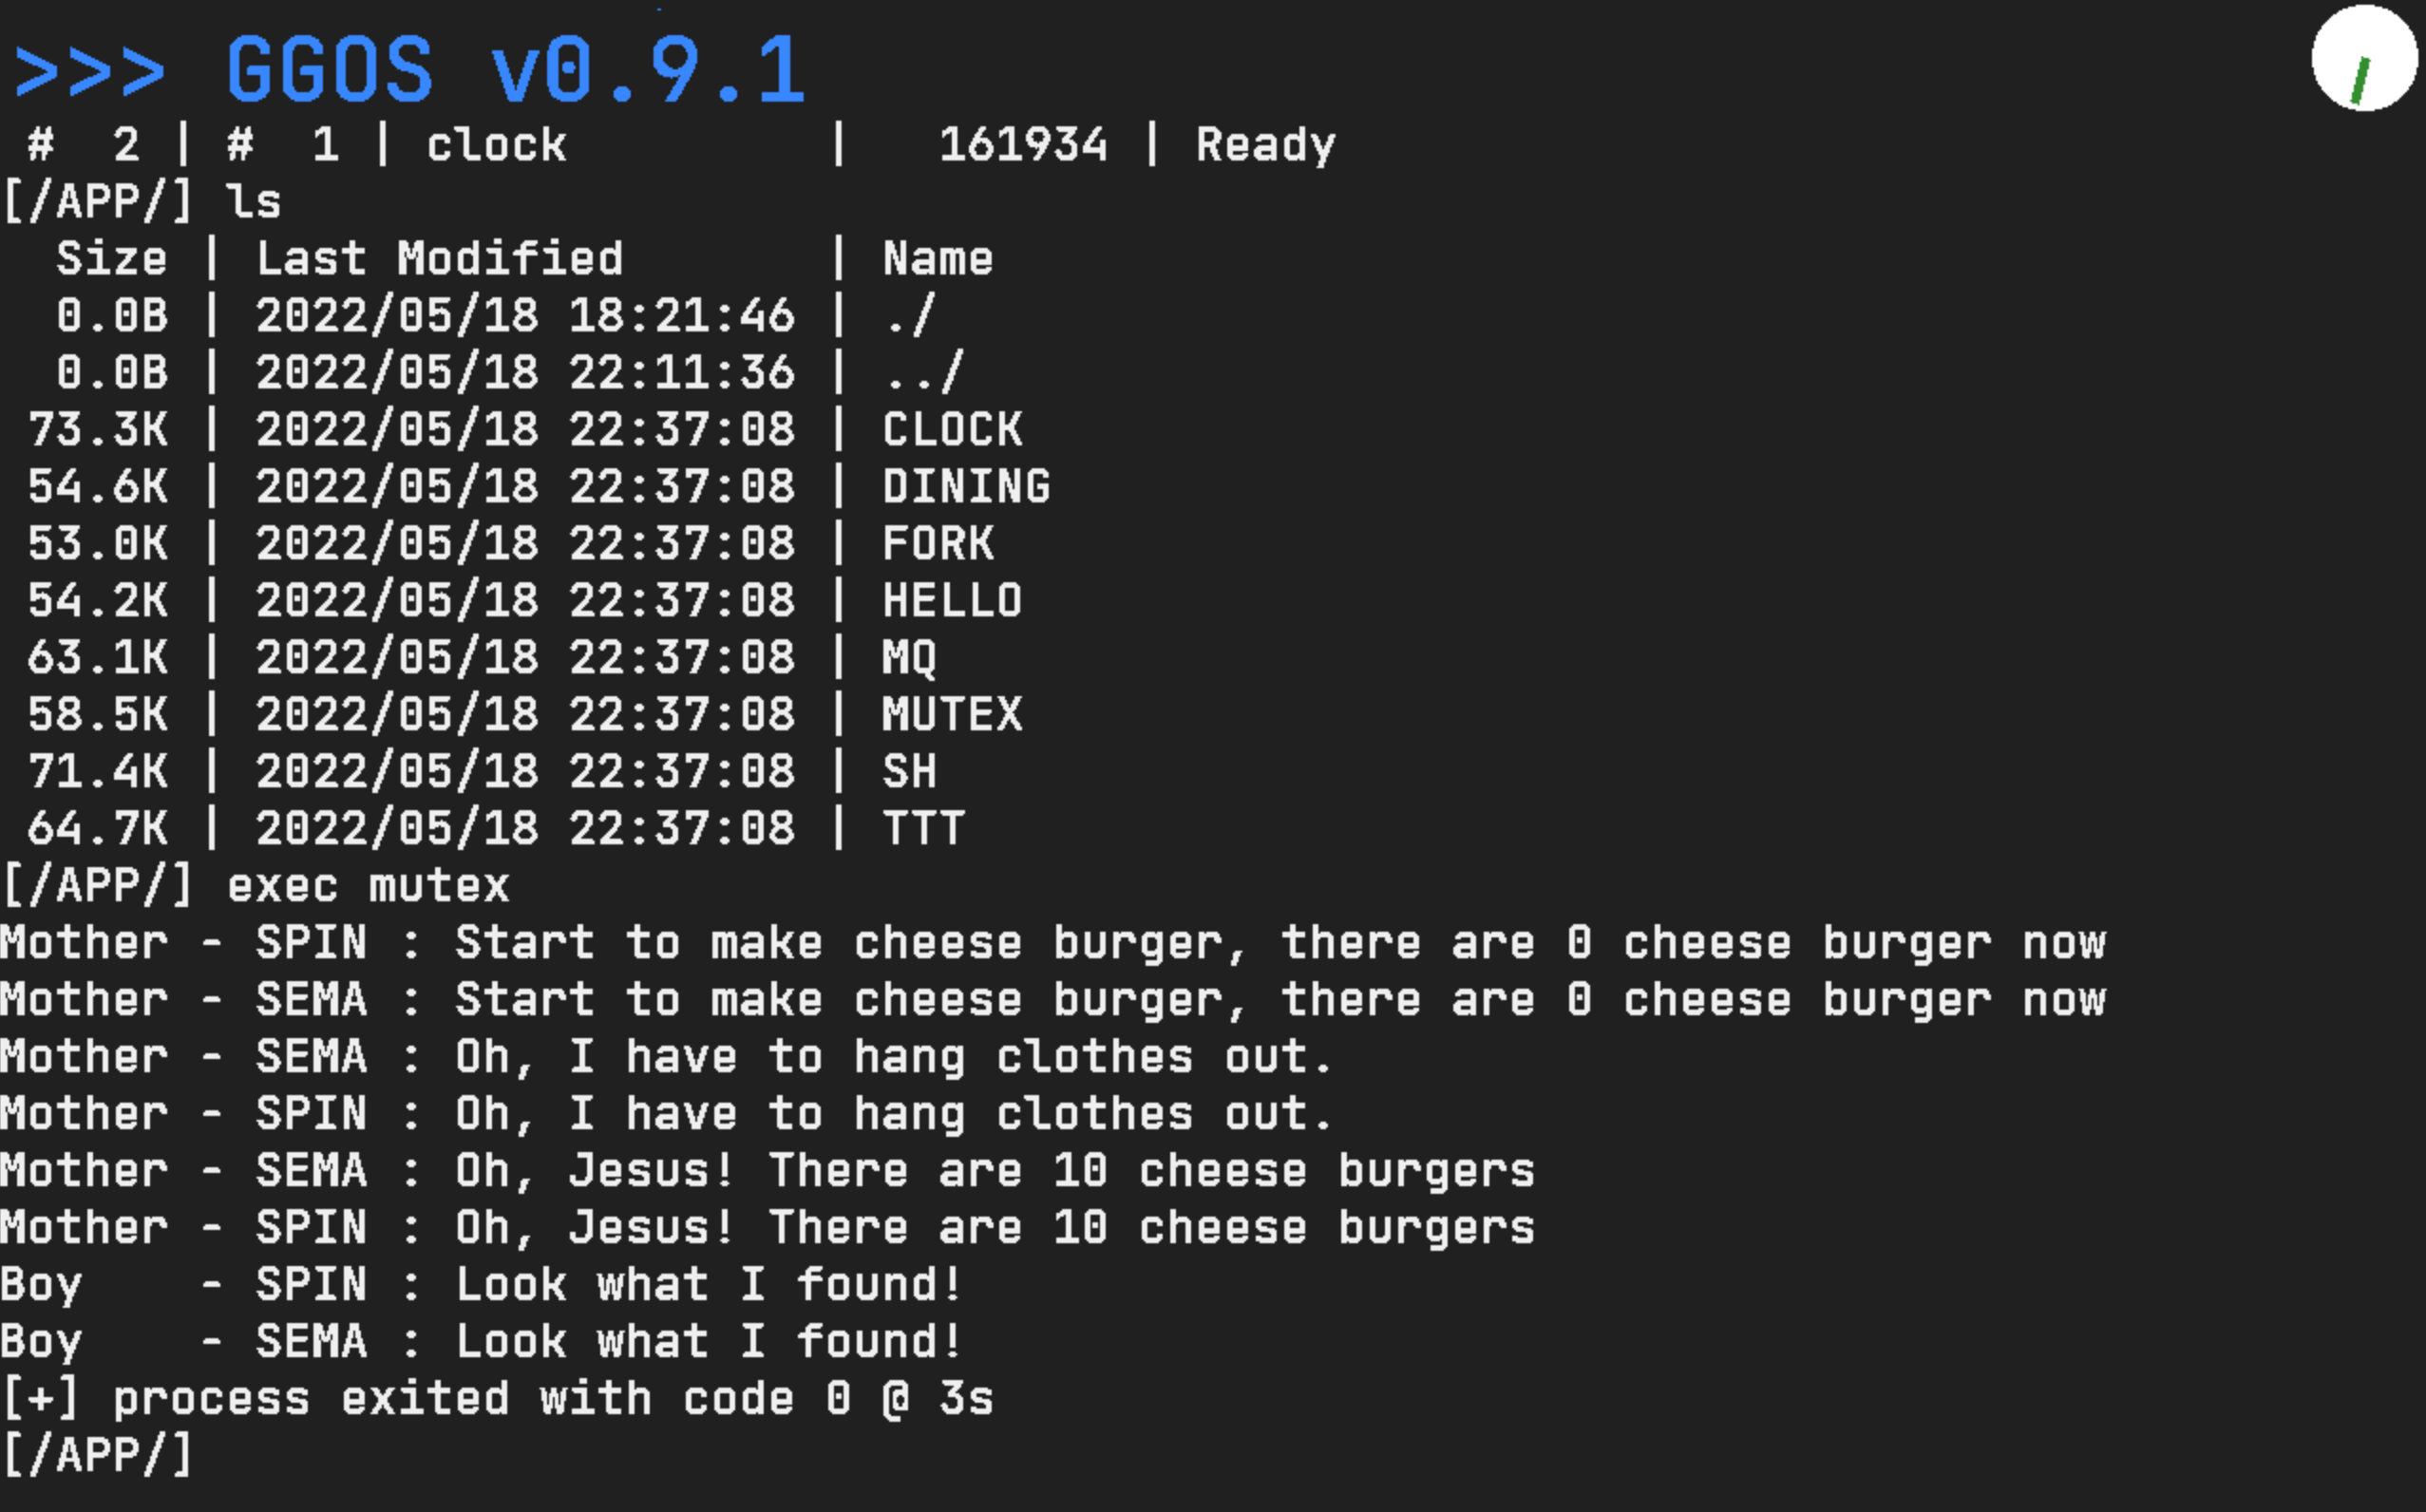 >>> GGOS v0.9.1
 #  2 | #  1 | clock         |   161934 | Ready
[/APP/] ls
  Size | Last Modified       | Name
  0.0B | 2022/05/18 18:21:46 | ./
  0.0B | 2022/05/18 22:11:36 | ../
 73.3K | 2022/05/18 22:37:08 | CLOCK
 54.6K | 2022/05/18 22:37:08 | DINING
 53.0K | 2022/05/18 22:37:08 | FORK
 54.2K | 2022/05/18 22:37:08 | HELLO
 63.1K | 2022/05/18 22:37:08 | MQ
 58.5K | 2022/05/18 22:37:08 | MUTEX
 71.4K | 2022/05/18 22:37:08 | SH
 64.7K | 2022/05/18 22:37:08 | TTT
[/APP/] exec mutex
Mother - SPIN : Start to make cheese burger, there are 0 cheese burger now
Mother - SEMA : Start to make cheese burger, there are 0 cheese burger now
Mother - SEMA : Oh, I have to hang clothes out.
Mother - SPIN : Oh, I have to hang clothes out.
Mother - SEMA : Oh, Jesus! There are 10 cheese burgers
Mother - SPIN : Oh, Jesus! There are 10 cheese burgers
Boy    - SPIN : Look what I found!
Boy    - SEMA : Look what I found!
[+] process exited with code 0 @ 3s
[/APP/]